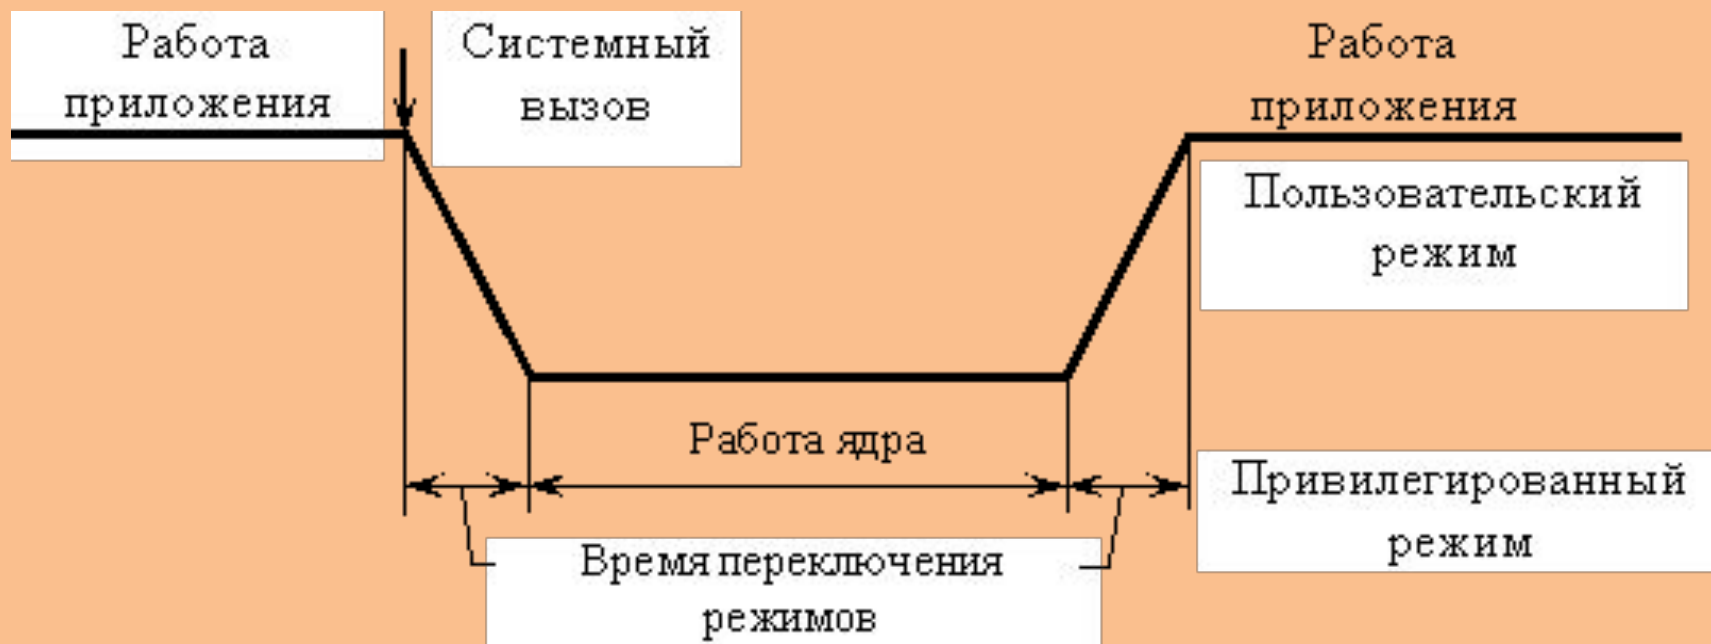 Работа
приложения
Системный
вызов
Работа
приложения
Пользовательский
режим
Работа ядра
Привилегированный
режим
Время переключения
режимов